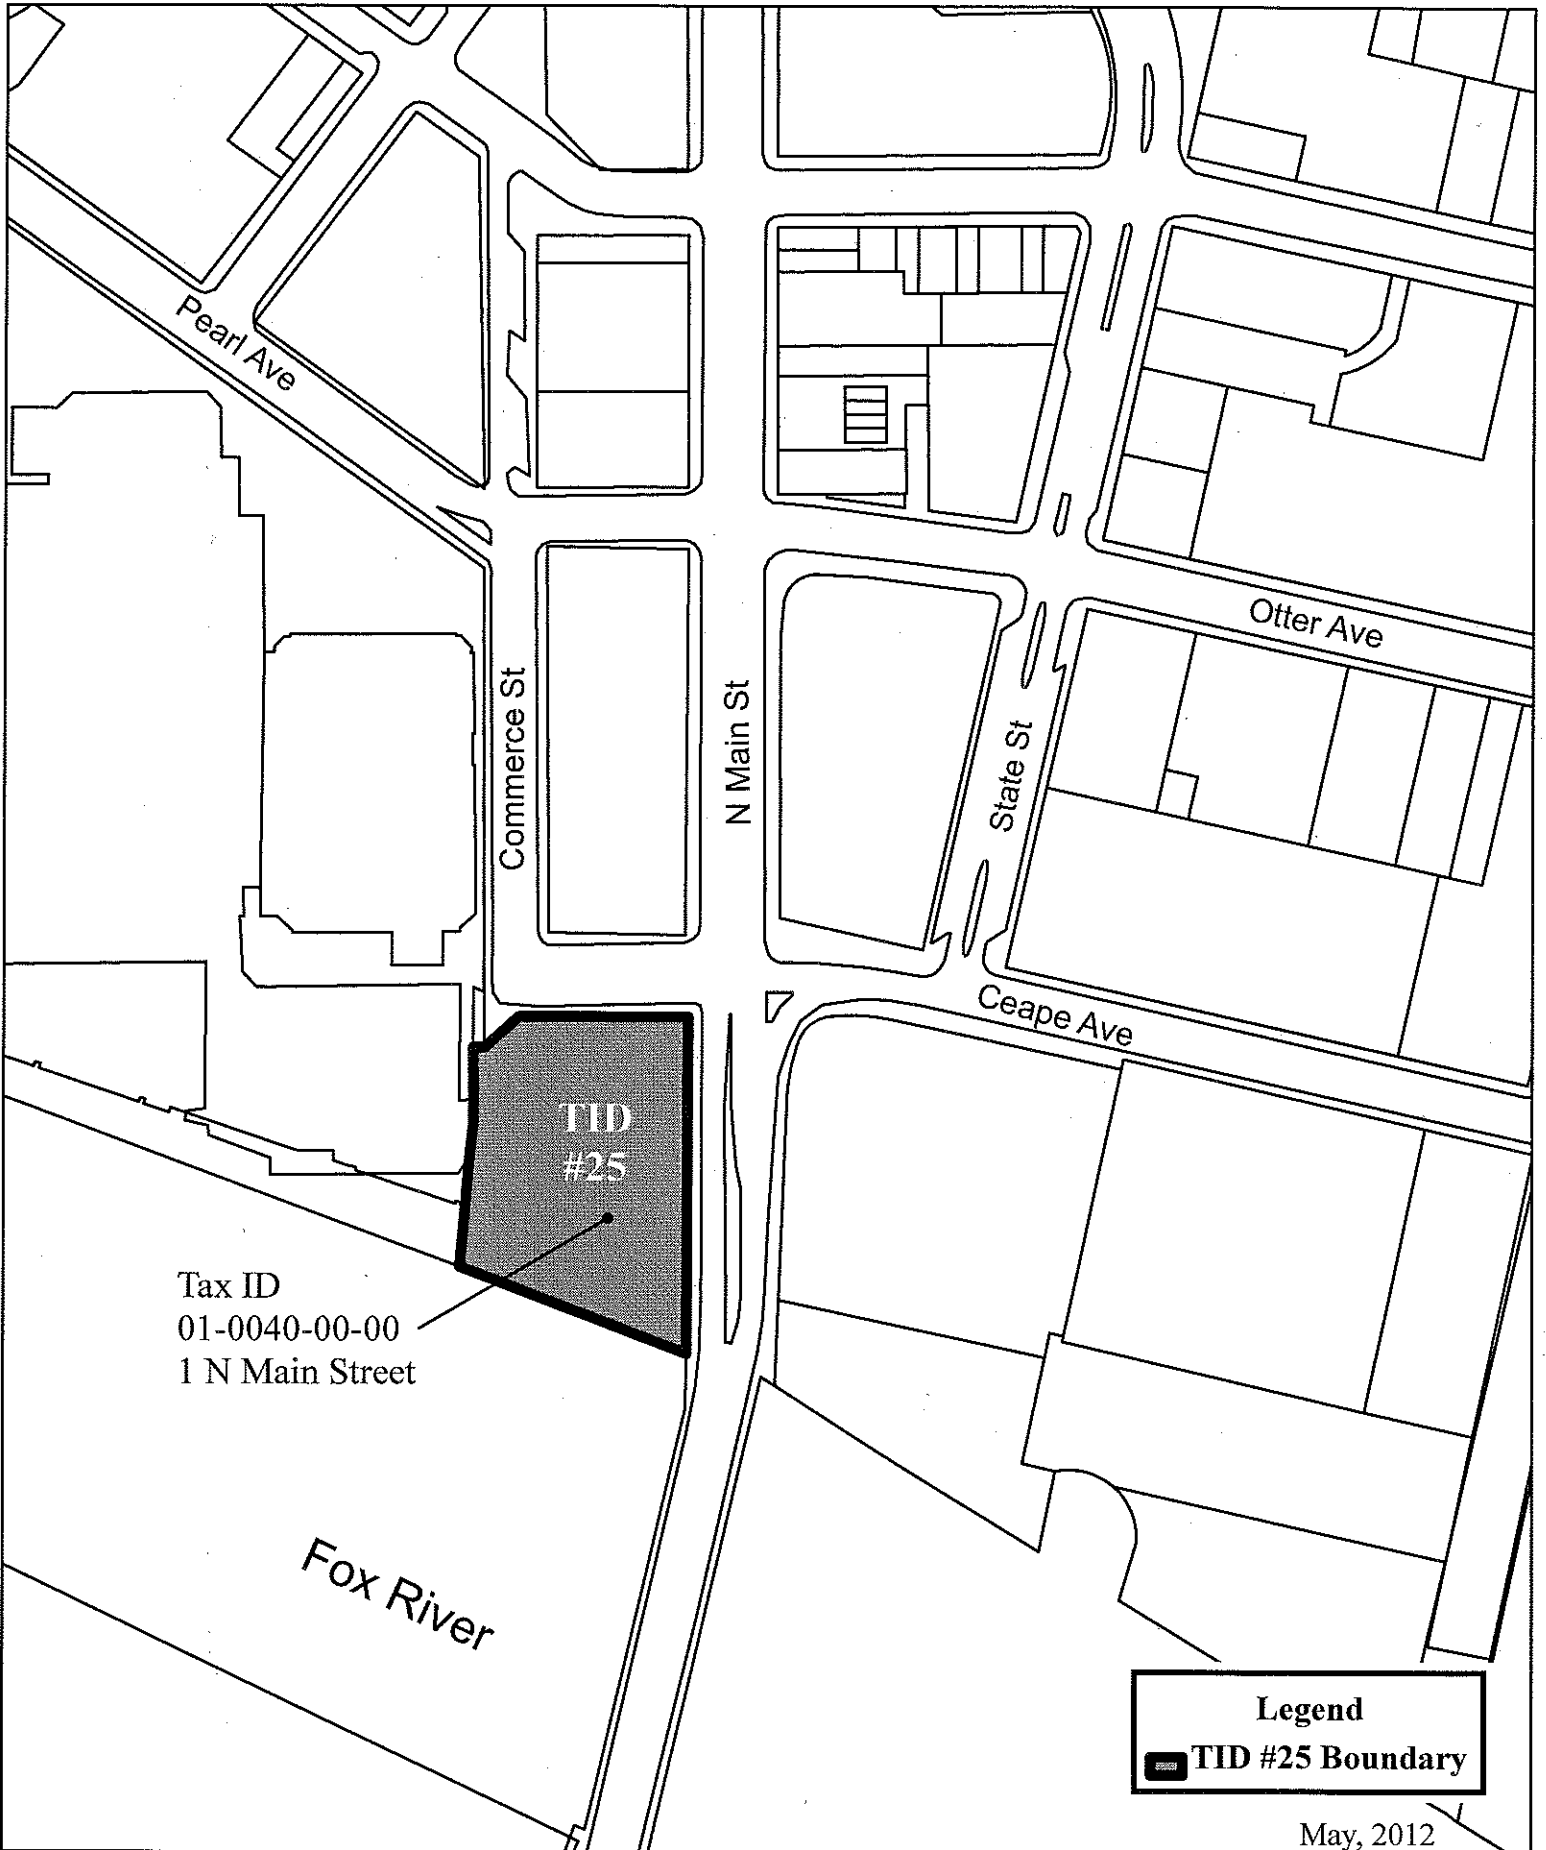 Pearl Ave
Otter Ave
Commerce St
N Main St
State St
Ceape Ave
TID
#25
Tax ID
01-0040-00-00
1 N Main Street
Fox River
Legend
TID #25 Boundary
May, 2012